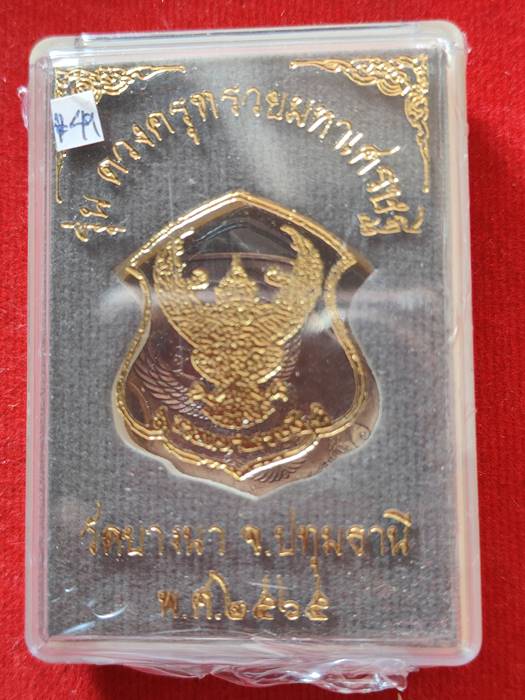 #49
รุ่น ดวงครุฑรวยมหาเศรษฐี
วัดบางนา จ.ปทุมธานี
พ.ศ.๒๕๖๕